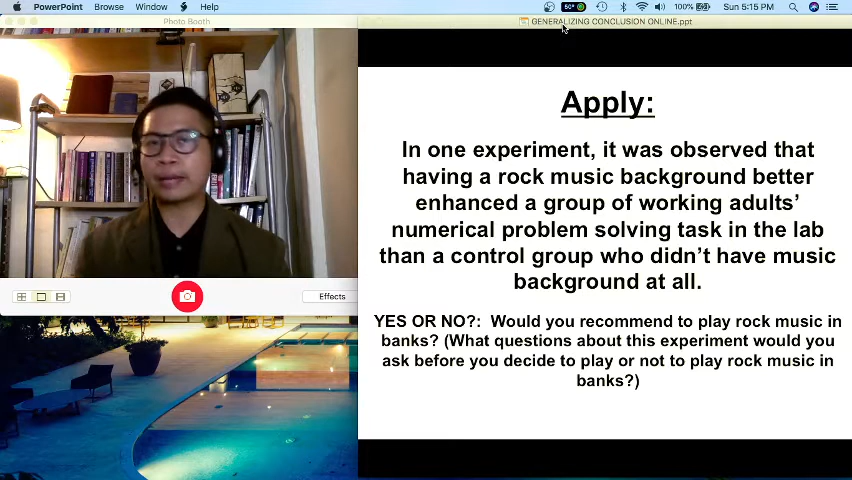 PowerPoint Browse Window Help
50°
100%
Sun 5:15 PM
Photo Booth
GENERALIZING CONCLUSION ONLINE.ppt
Apply:
In one experiment, it was observed that
having a rock music background better
enhanced a group of working adults’
numerical problem solving task in the lab
than a control group who didn’t have music
background at all.
YES OR NO?: Would you recommend to play rock music in
banks? (What questions about this experiment would you
ask before you decide to play or not to play rock music in
banks?)
Effects